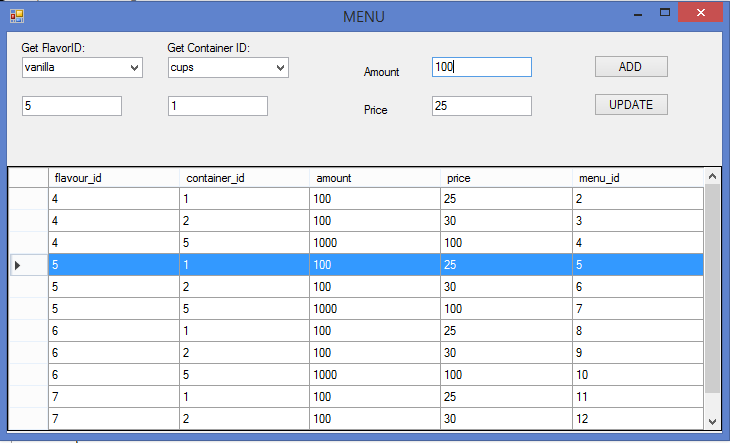 MENU
Get FlavorID: Get Container ID:
vanilla cups Amount 100 ADD
5 1 Price 25 UPDATE
flavour_id container_id amount price menu_id
4 1 100 25 2
4 2 100 30 3
4 5 1000 100 4
5 1 100 25 5
5 2 100 30 6
5 5 1000 100 7
6 1 100 25 8
6 2 100 30 9
6 5 1000 100 10
7 1 100 25 11
7 2 100 30 12